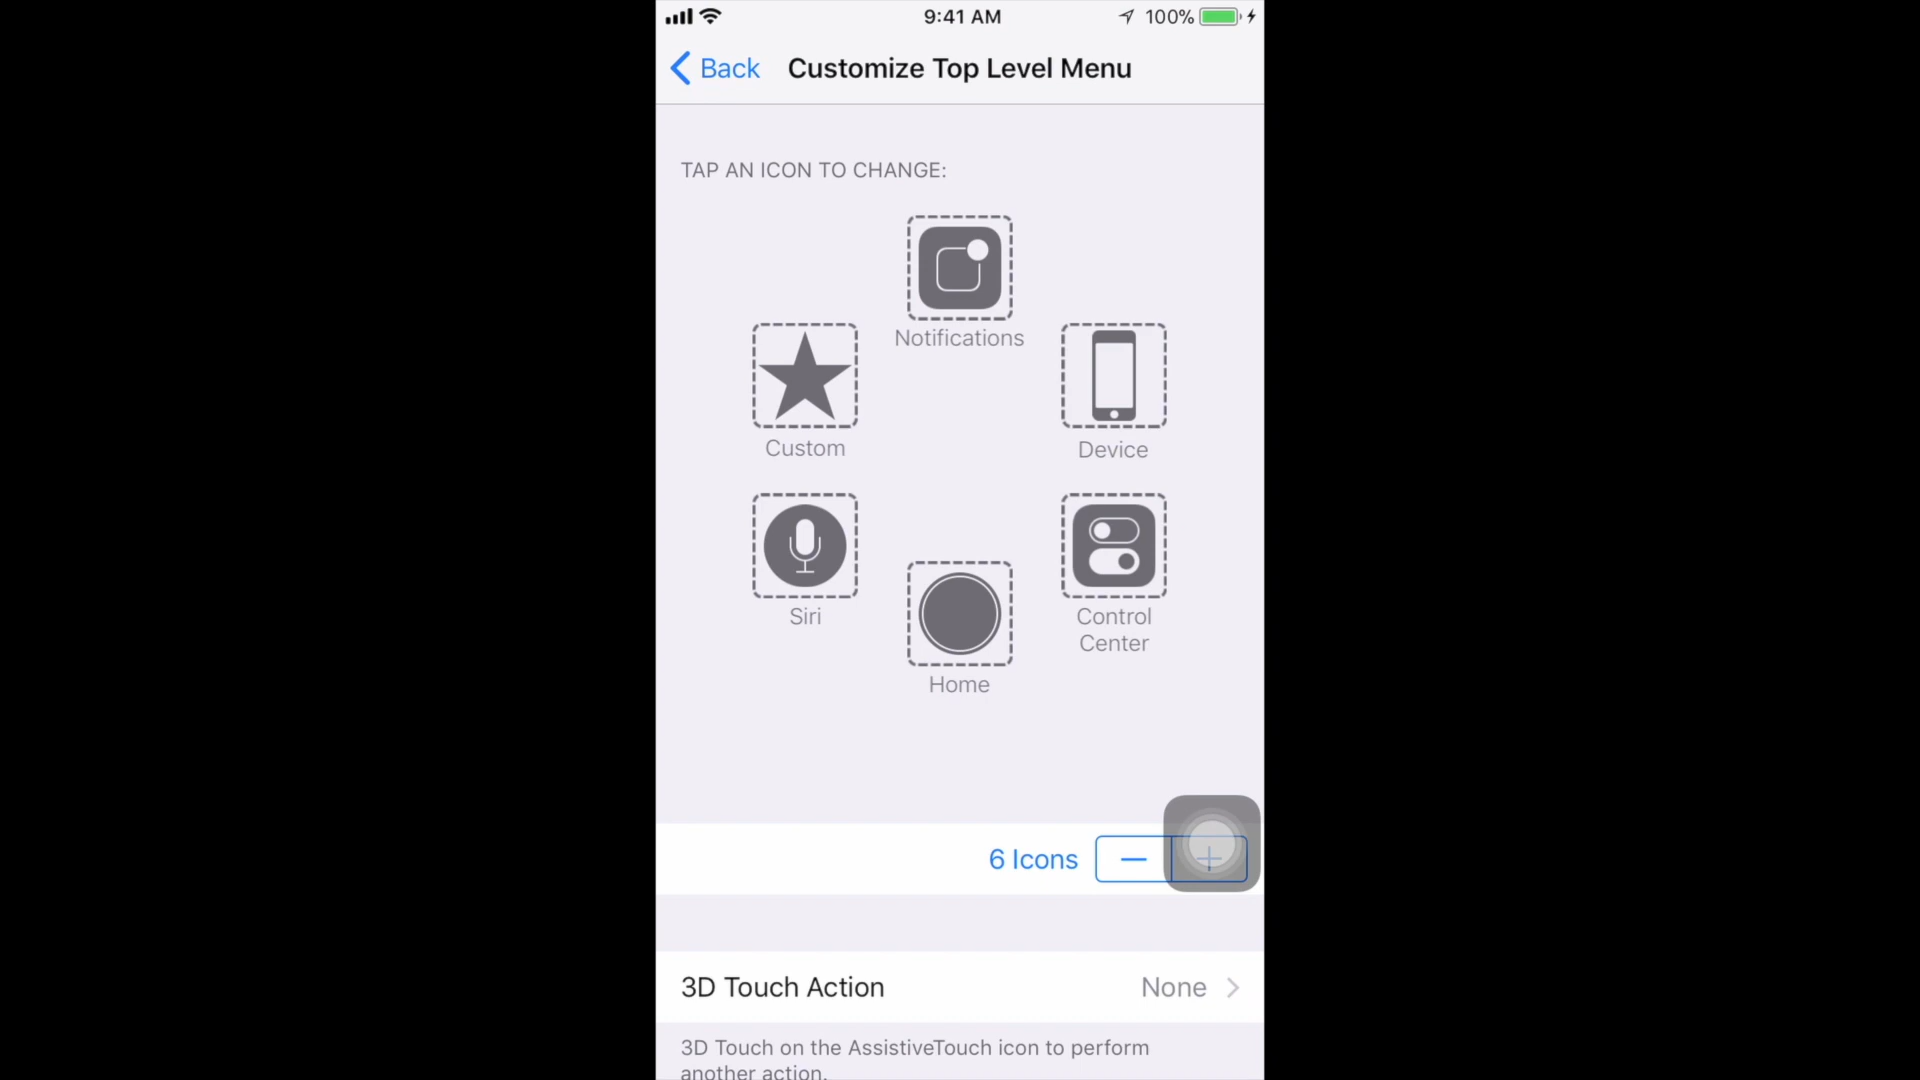 9:41 AM
100%
Back
Customize Top Level Menu
TAP AN ICON TO CHANGE:
Notifications
Custom
Device
Siri
Control
Center
Home
6 Icons
3D Touch Action
None
3D Touch on the AssistiveTouch icon to perform
another action.